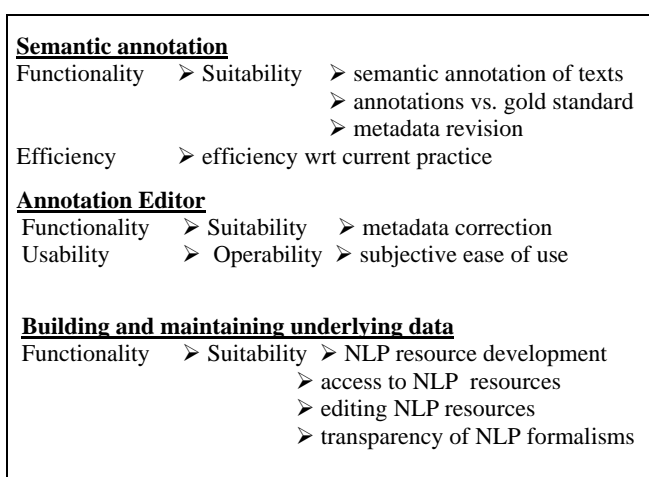 Semantic annotation
Functionality ➢ Suitability ➢ semantic annotation of texts
➢ annotations vs. gold standard
➢ metadata revision
Efficiency ➢ efficiency wrt current practice
Annotation Editor
Functionality ➢ Suitability ➢ metadata correction
Usability ➢ Operability ➢ subjective ease of use
Building and maintaining underlying data
Functionality ➢ Suitability ➢ NLP resource development
➢ access to NLP resources
➢ editing NLP resources
➢ transparency of NLP formalisms